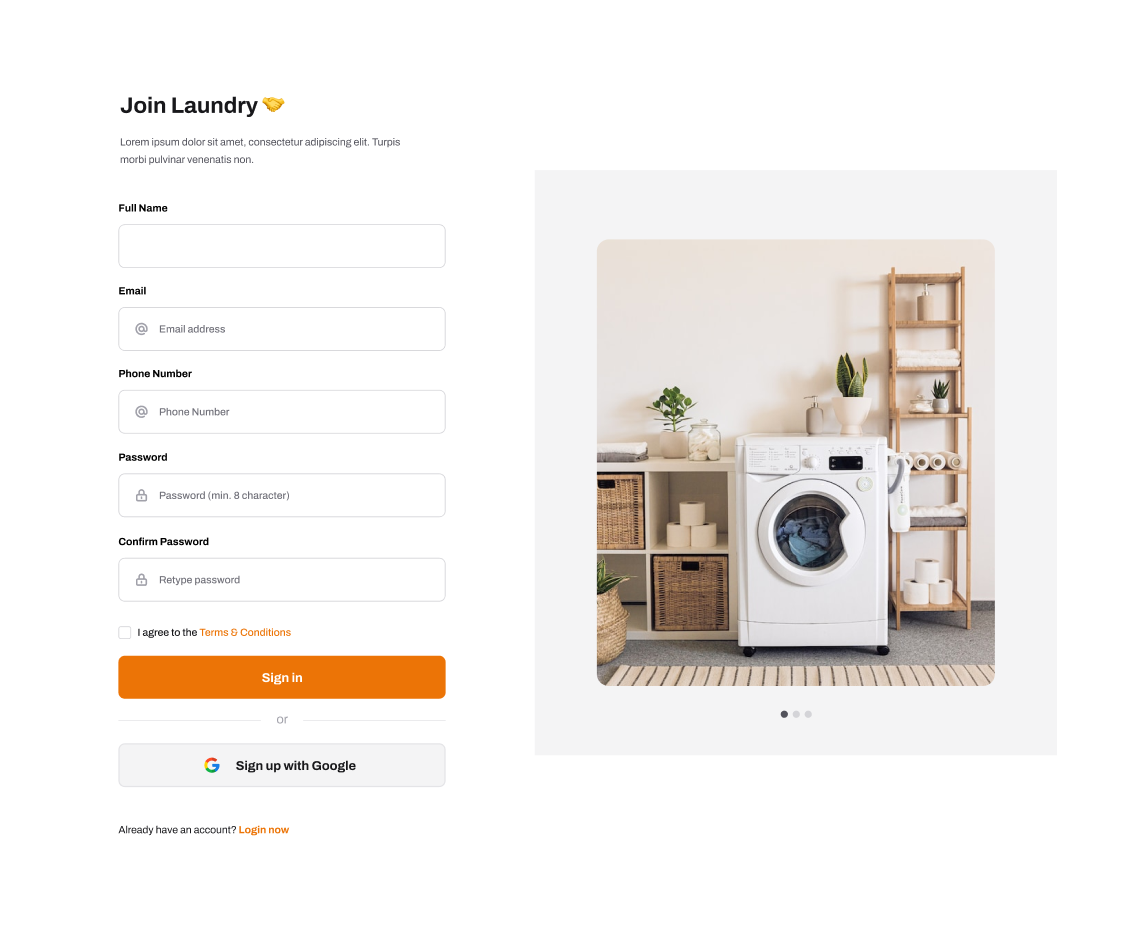 Join Laundry 🤝
Lorem ipsum dolor sit amet, consectetur adipiscing elit. Turpis
morbi pulvinar venenatis non.
Full Name
Email
Email address
Phone Number
Phone Number
Password
Password (min. 8 character)
Confirm Password
Retype password
I agree to the Terms & Conditions
Sign in
or
Sign up with Google
Already have an account? Login now